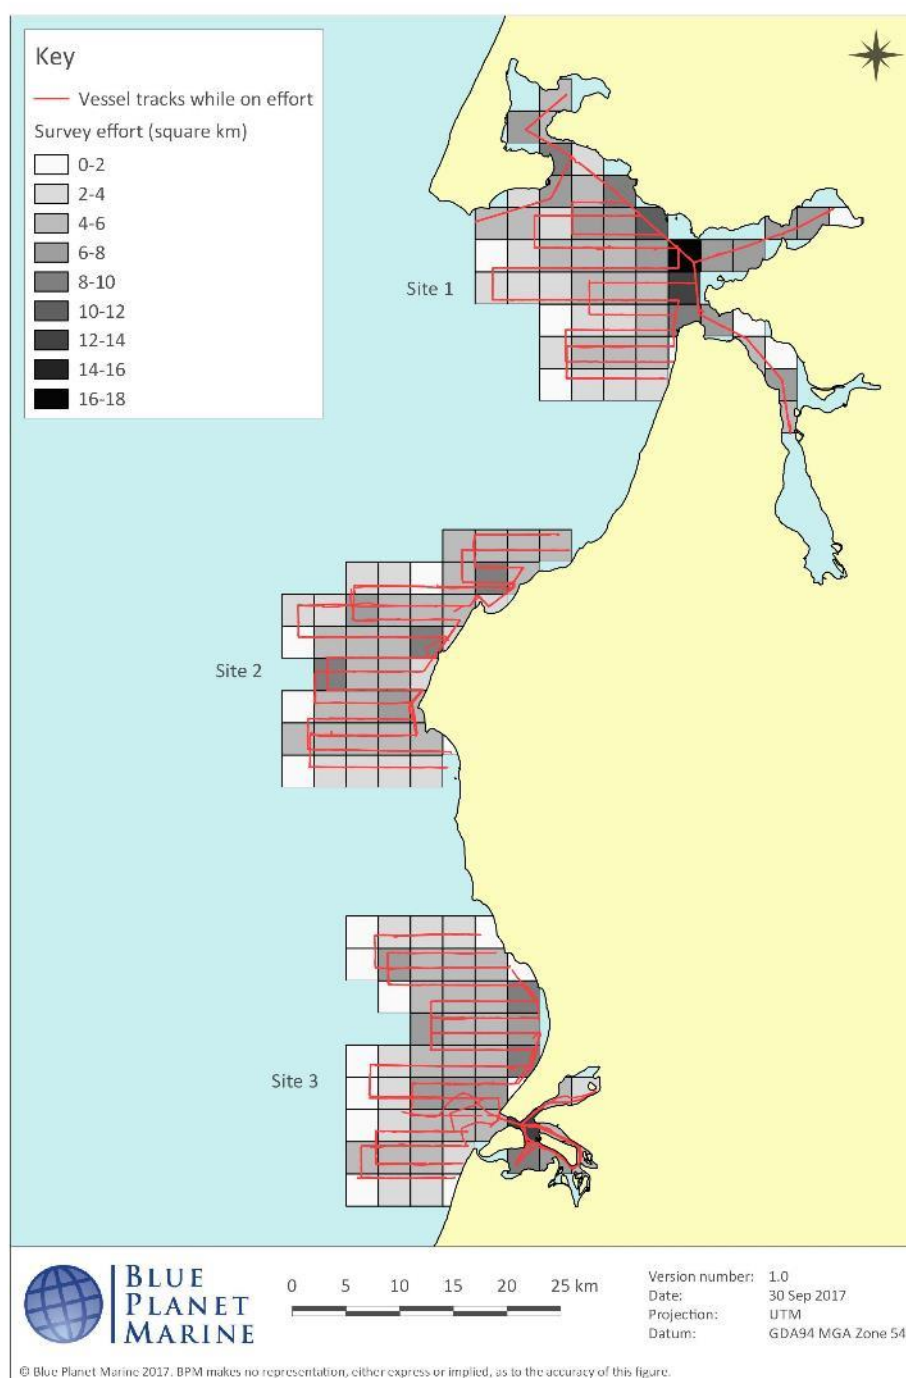 Key
Vessel tracks while on effort
Survey effort (square km)
0-2
2-4
4-6
6-8
8-10
10-12
12-14
14-16
16-18
Site 1
Site 2
Site 3
BLUE
PLANET
MARINE
0 5 10 15 20 25 km
Version number: 1.0
Date: 30 Sep 2017
Projection: UTM
Datum: GDA94 MGA Zone 54
© Blue Planet Marine 2017. BPM makes no representation, either express or implied, as to the accuracy of this figure.